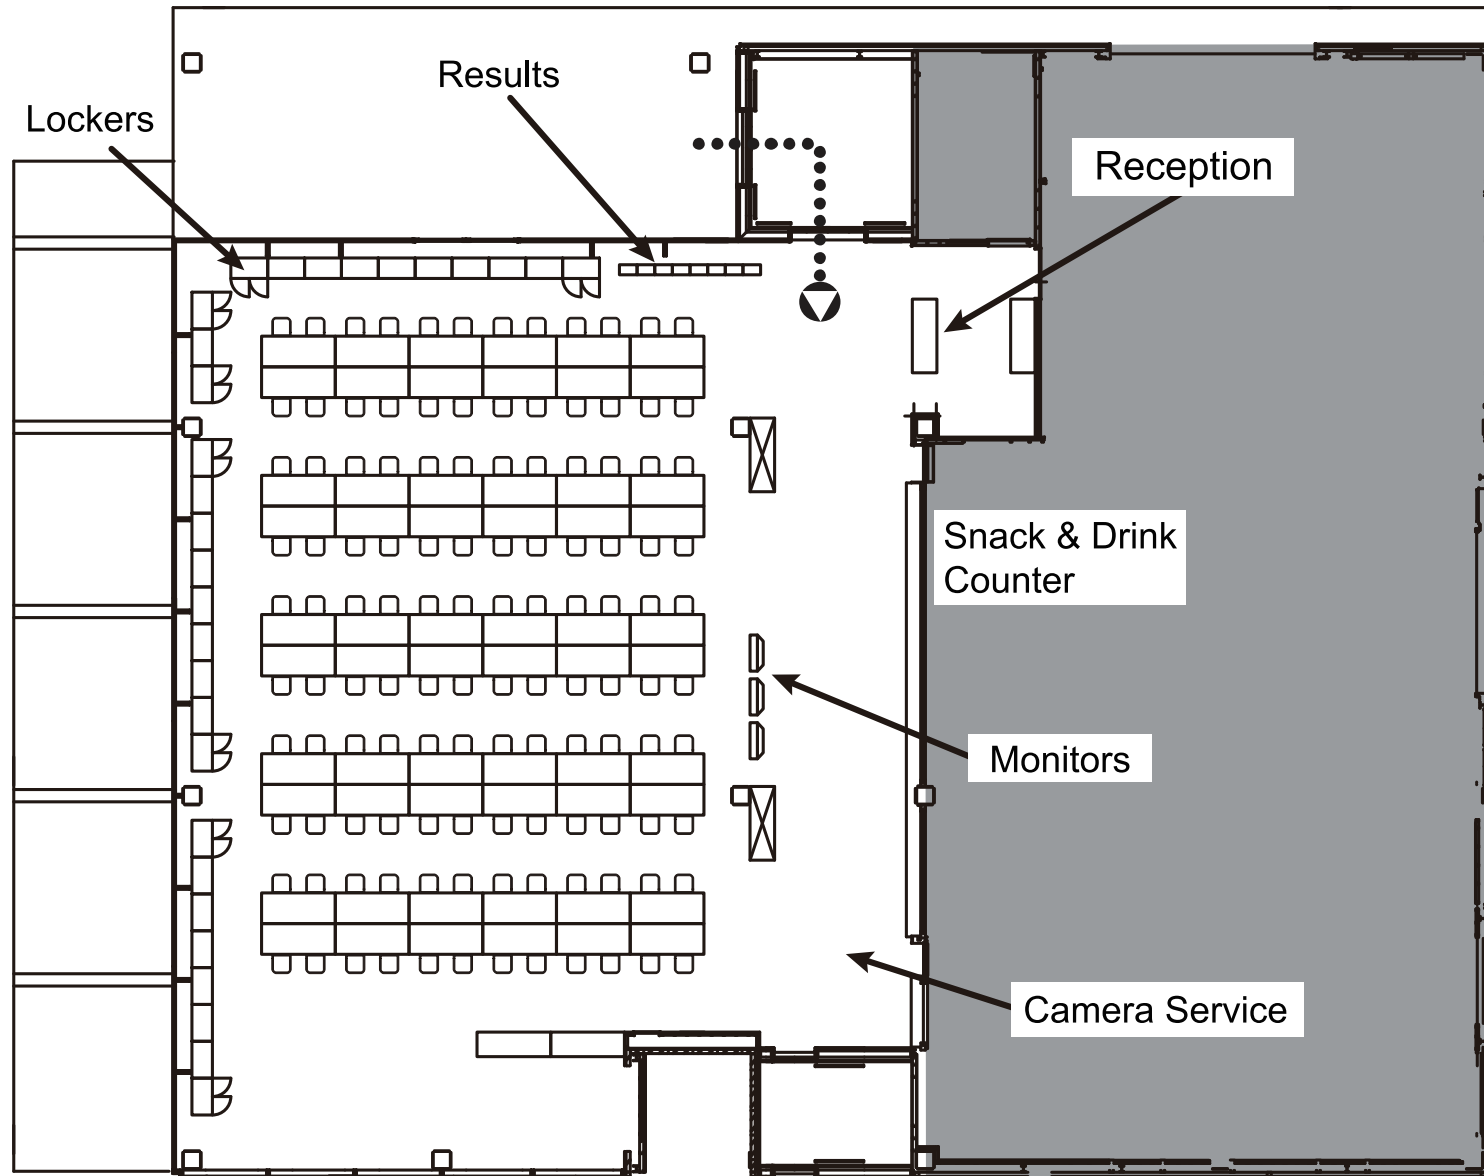 Results
Lockers
Reception
Snack & Drink
Counter
Monitors
Camera Service